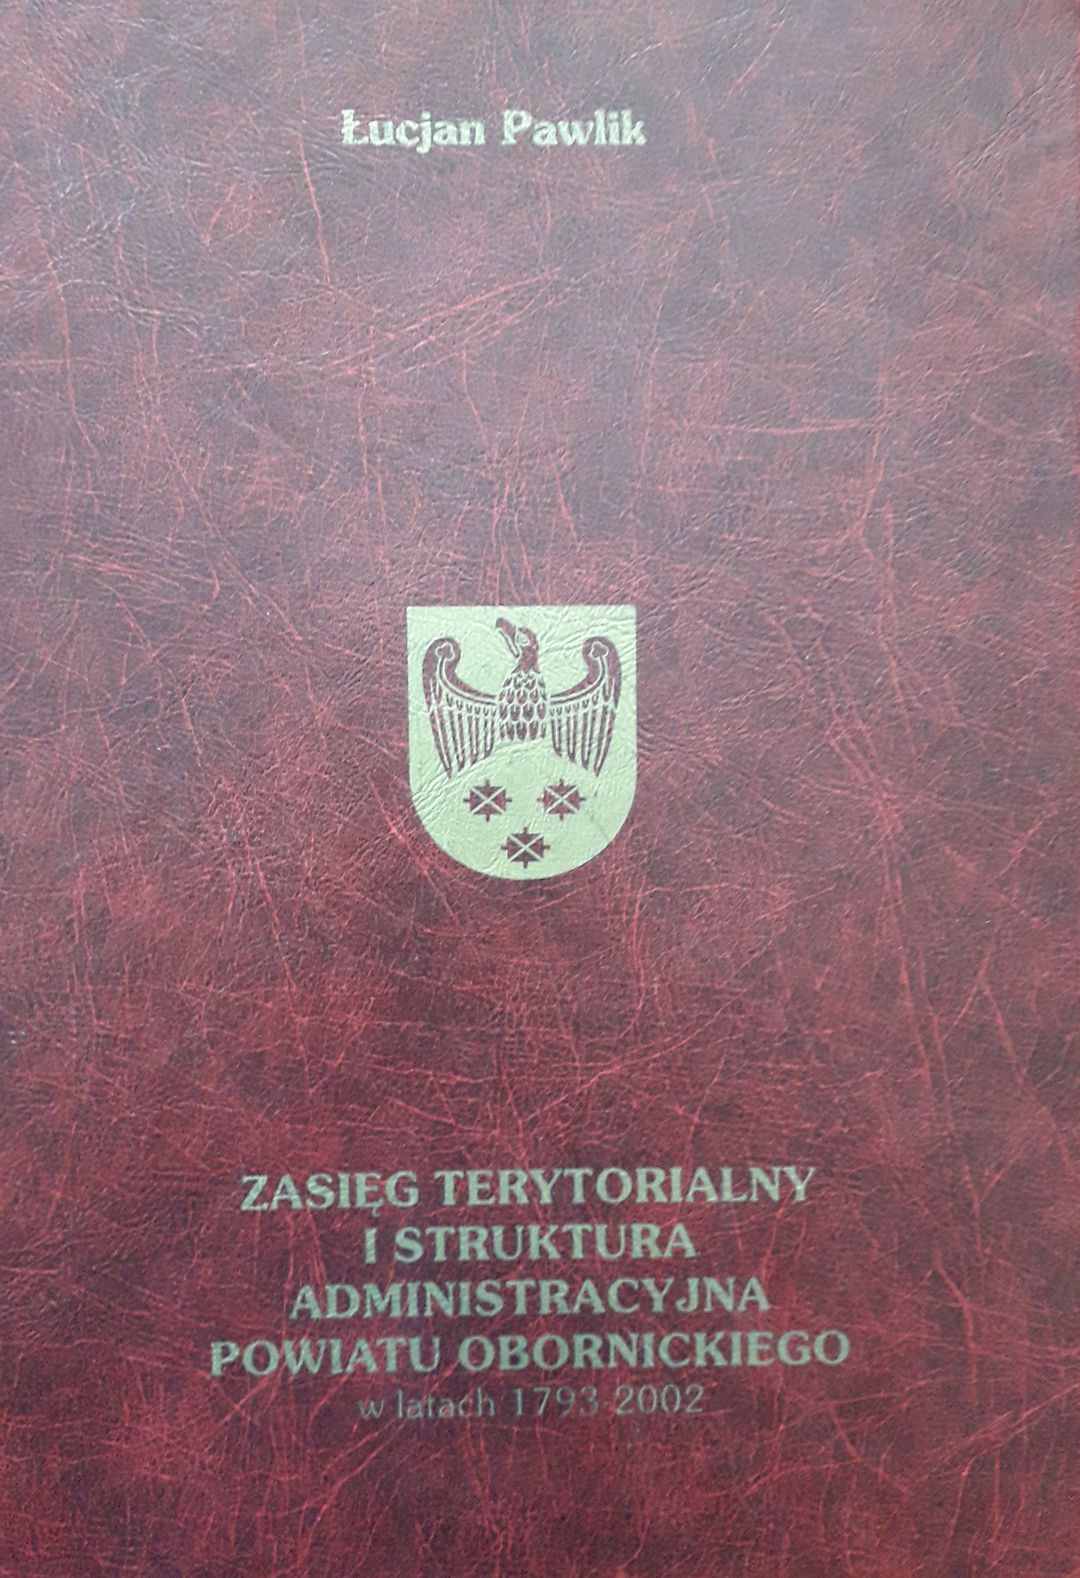 Łucjan Pawlik
ZASIĘG TERYTORIALNY
I STRUKTURA
ADMINISTRACYJNA
POWIATU OBORNICKIEGO
w latach 1793-2002